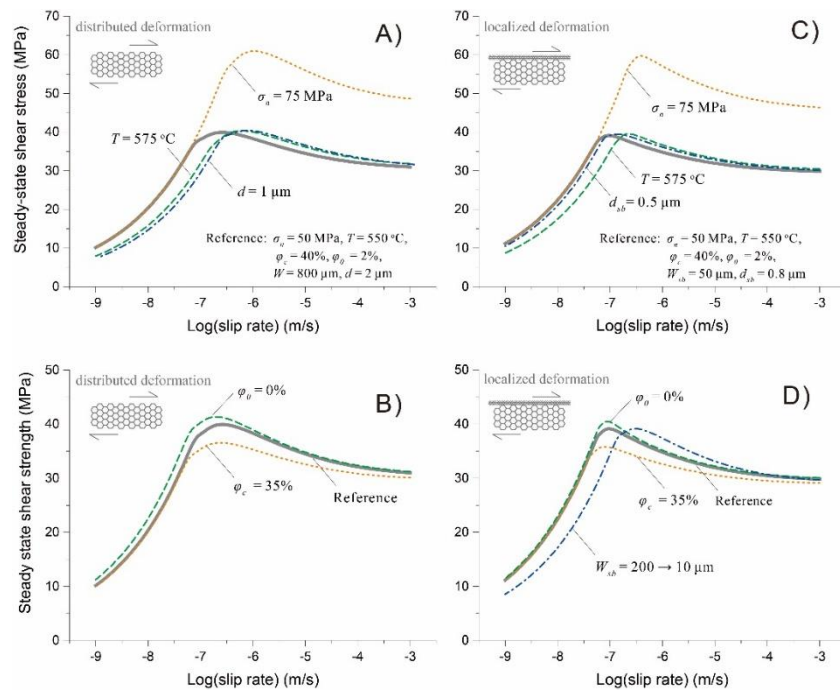 distributed deformation
A)
σa = 75 MPa
T = 575 °C
d = 1 μm
Reference: σa = 50 MPa, T = 550 °C,
φc = 40%, φ0 = 2%,
W = 800 μm, d = 2 μm
Steady-state shear stress (MPa)
70
60
50
40
30
20
10
0
-9 -8 -7 -6 -5 -4 -3
Log(slip rate) (m/s)
localized deformation
C)
σa = 75 MPa
T = 575 °C
dsb = 0.5 μm
Reference: σa = 50 MPa, T = 550 °C,
φc = 40%, φ0 = 2%,
Wsb = 50 μm, dsb = 0.8 μm
70
60
50
40
30
20
10
0
-9 -8 -7 -6 -5 -4 -3
Log(slip rate) (m/s)
distributed deformation
B)
φ0 = 0%
Reference
φc = 35%
Steady state shear strength (MPa)
50
40
30
20
10
0
-9 -8 -7 -6 -5 -4 -3
Log(slip rate) (m/s)
localized deformation
D)
φ0 = 0%
Reference
φc = 35%
Wsb = 200 → 10 μm
50
40
30
20
10
0
-9 -8 -7 -6 -5 -4 -3
Log(slip rate) (m/s)